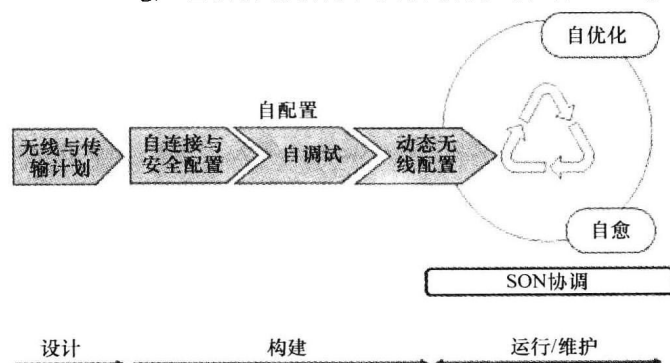 自优化
自配置
无线与传
输计划
自连接与
安全配置
自调试
动态无
线配置
自愈
SON协调
设计
构建
运行/维护